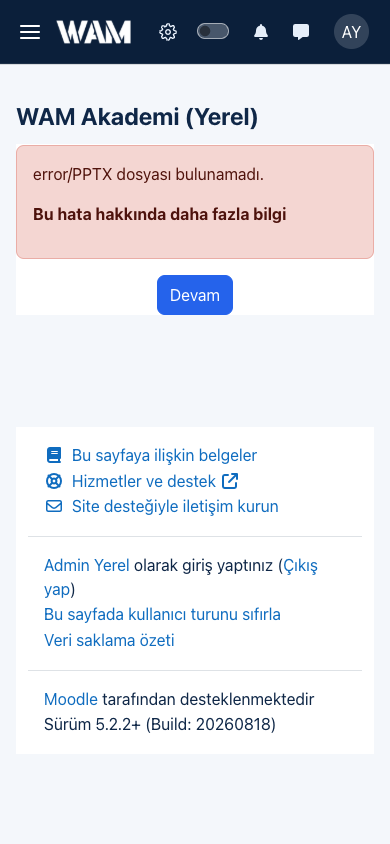 WAM
AY
WAM Akademi (Yerel)
error/PPTX dosyası bulunamadı.
Bu hata hakkında daha fazla bilgi
Devam
Bu sayfaya ilişkin belgeler
Hizmetler ve destek
Site desteğiyle iletişim kurun
Admin Yerel olarak giriş yaptınız (Çıkış
yap)
Bu sayfada kullanıcı turunu sıfırla
Veri saklama özeti
Moodle tarafından desteklenmektedir
Sürüm 5.2.2+ (Build: 20260818)